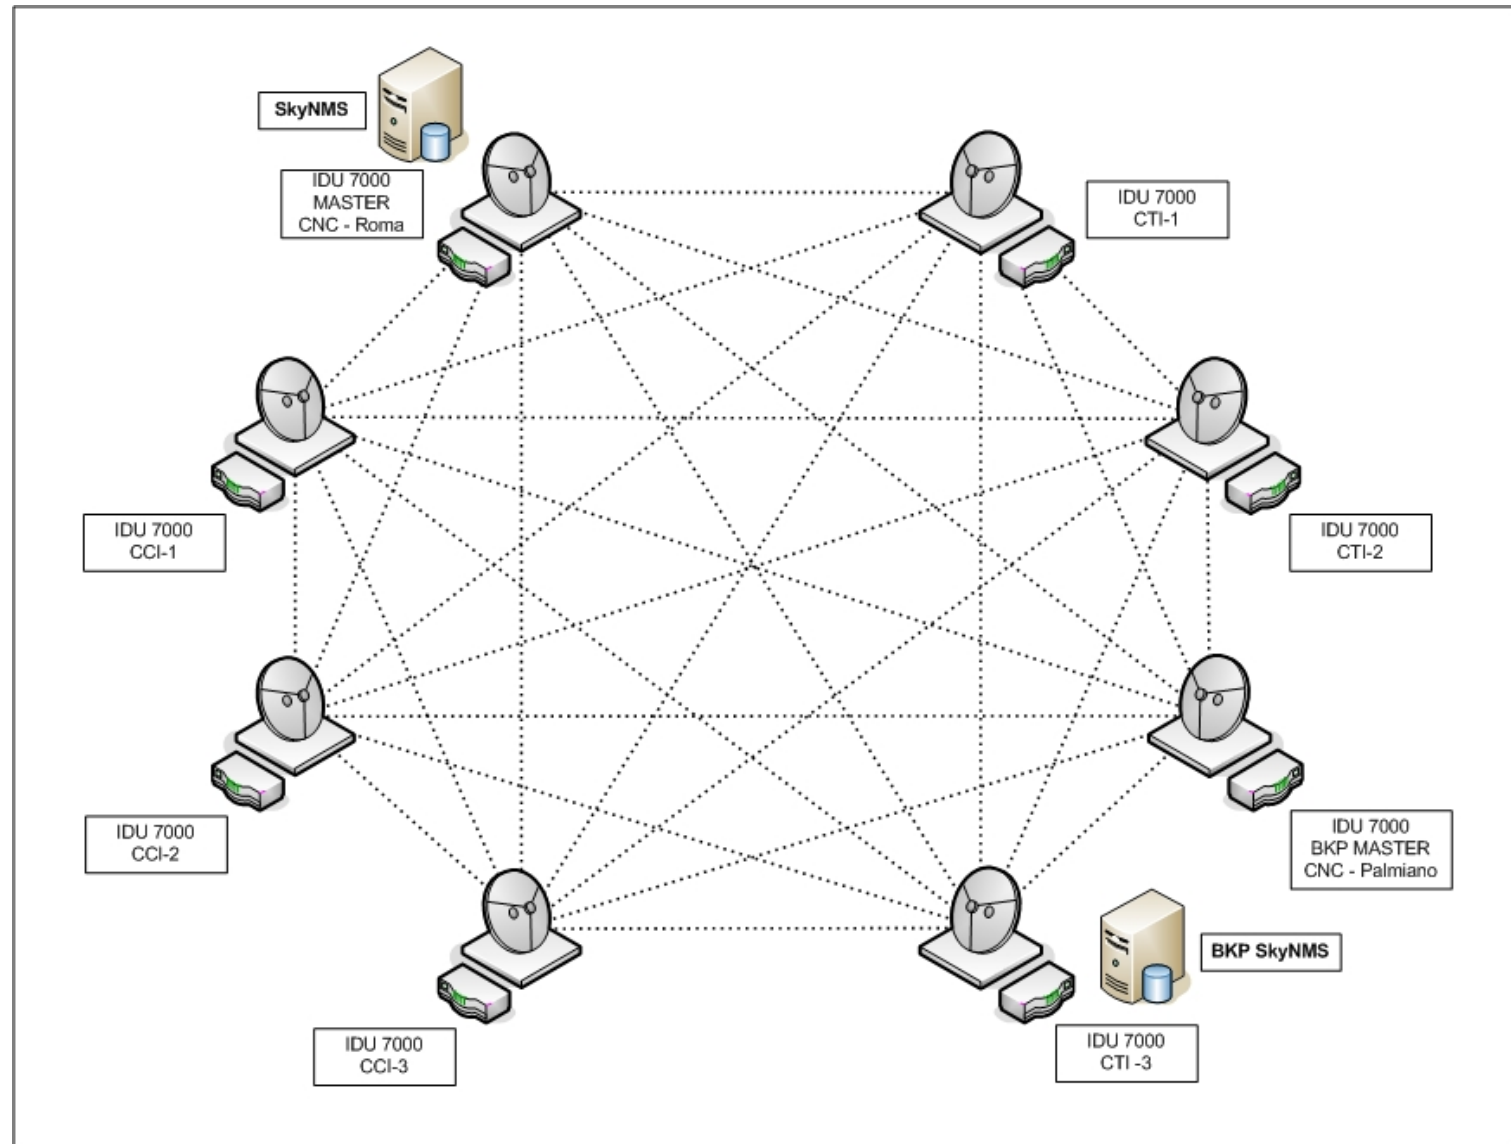 SkyNMS
IDU 7000
MASTER
CNC - Roma
IDU 7000
CTI-1
IDU 7000
CCI-1
IDU 7000
CTI-2
IDU 7000
CCI-2
IDU 7000
BKP MASTER
CNC - Palmiano
BKP SkyNMS
IDU 7000
CCI-3
IDU 7000
CTI -3